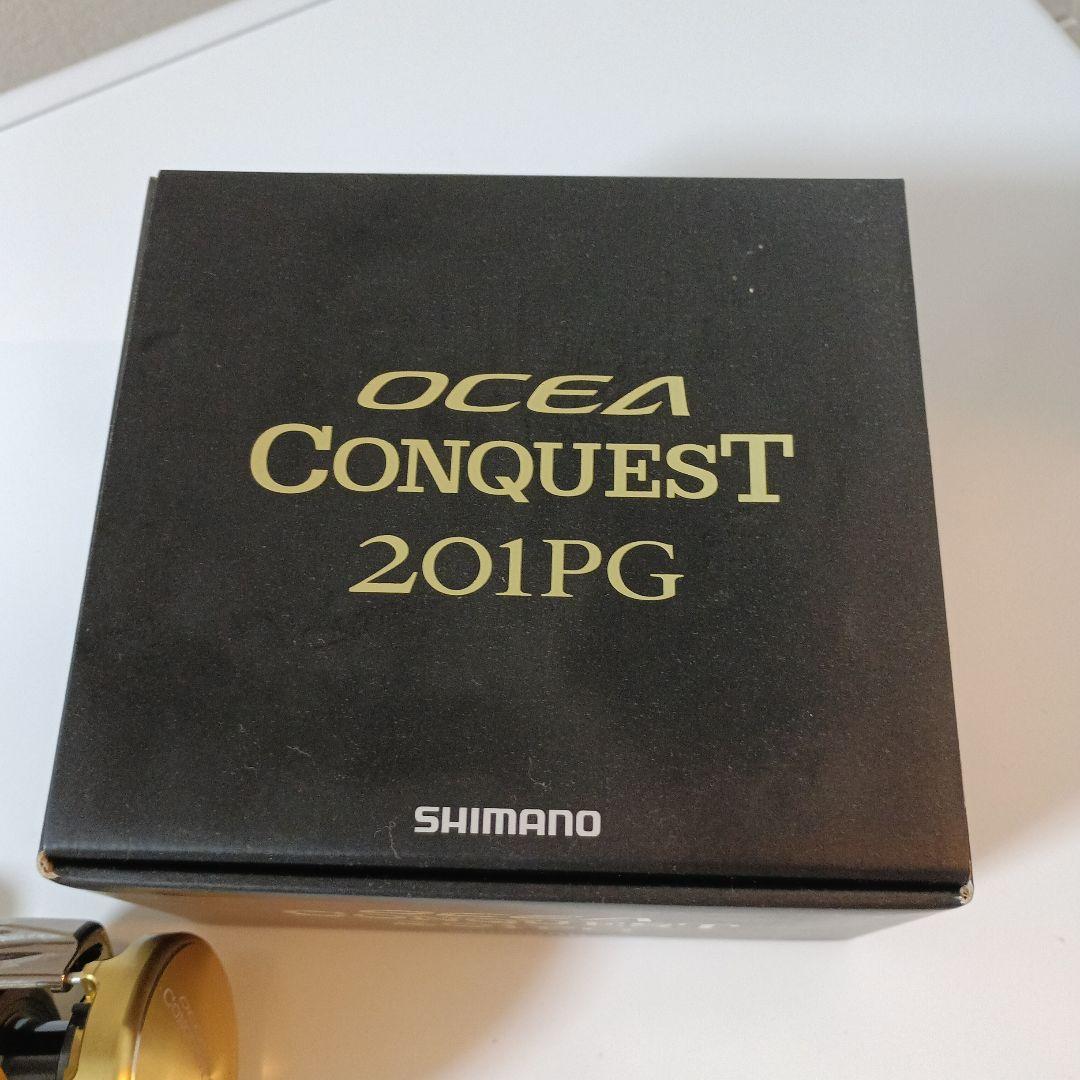 OCEA
CONQUEST
201PG
SHIMANO